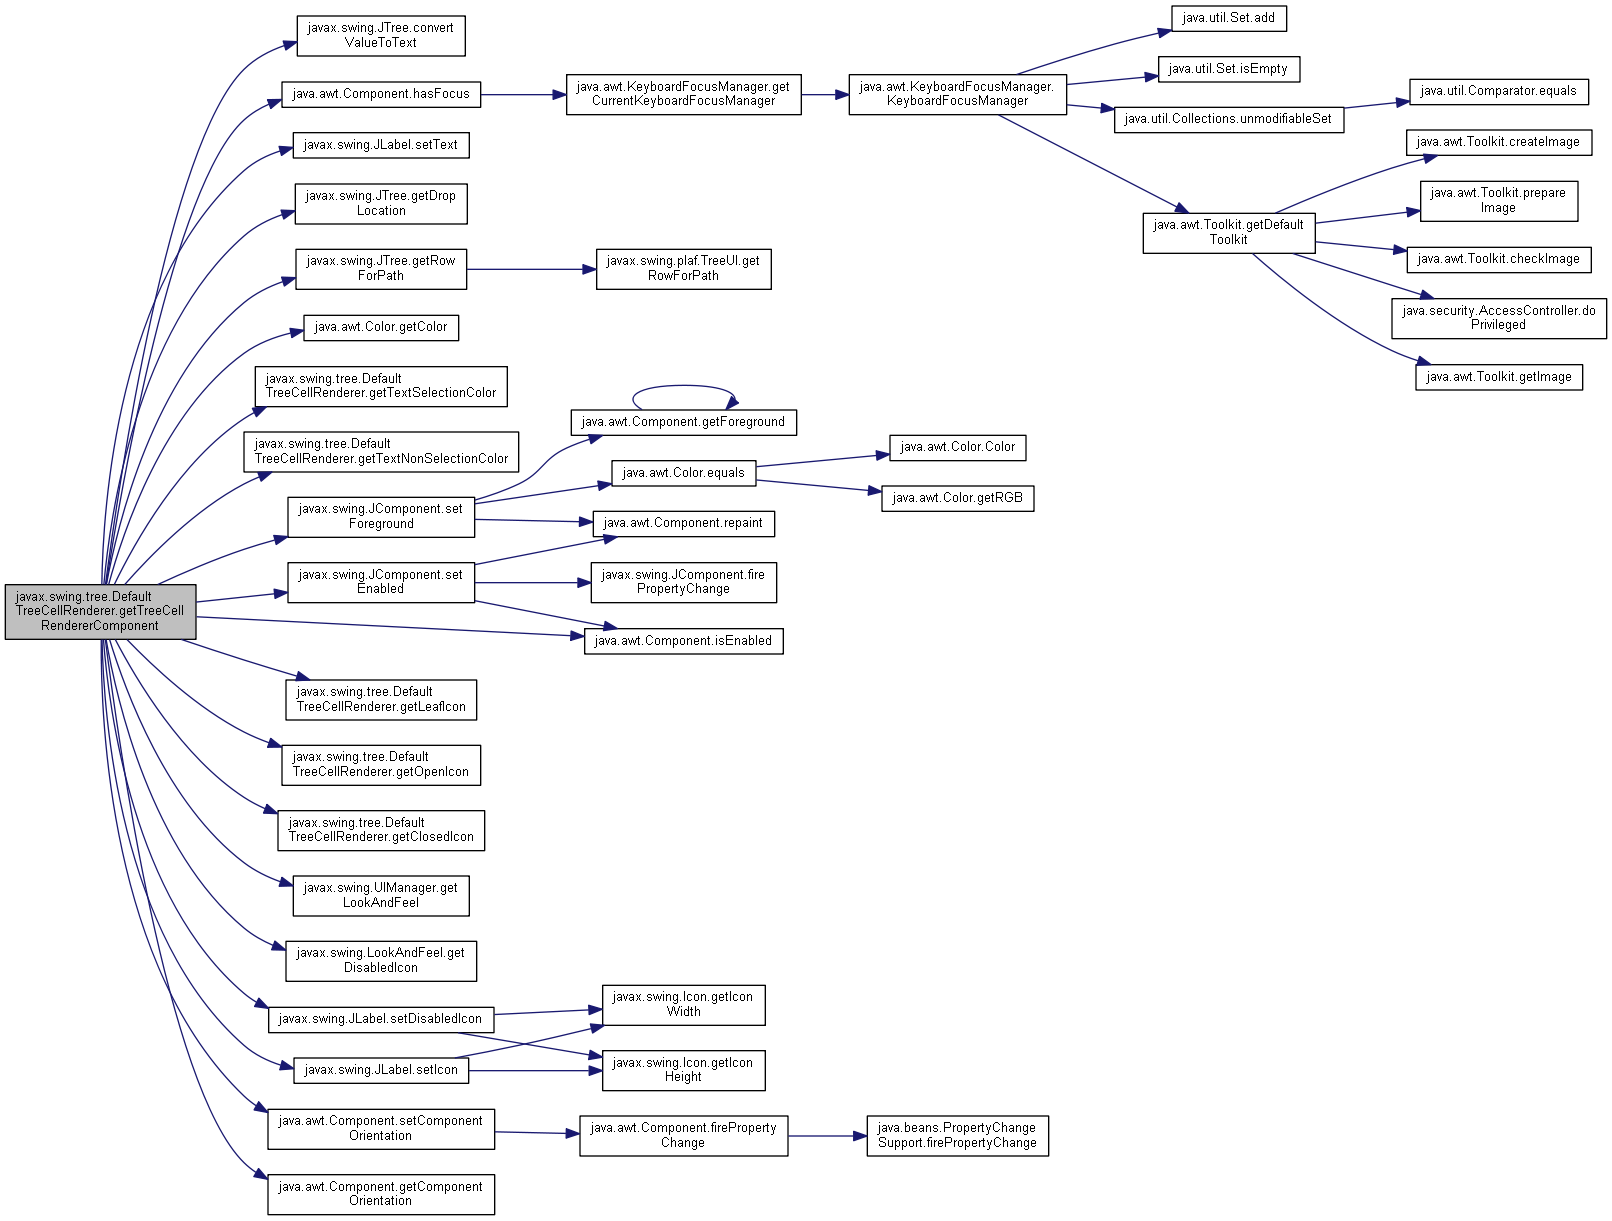 javax.swing.JTree.convert
ValueToText
java.awt.Component.hasFocus
javax.swing.JLabel.setText
javax.swing.JTree.getDrop
Location
javax.swing.JTree.getRow
ForPath
java.awt.Color.getColor
javax.swing.tree.Default
TreeCellRenderer.getTextSelectionColor
javax.swing.tree.Default
TreeCellRenderer.getTextNonSelectionColor
javax.swing.JComponent.set
Foreground
javax.swing.JComponent.set
Enabled
javax.swing.tree.Default
TreeCellRenderer.getTreeCell
RendererComponent
javax.swing.tree.Default
TreeCellRenderer.getLeafIcon
javax.swing.tree.Default
TreeCellRenderer.getOpenIcon
javax.swing.tree.Default
TreeCellRenderer.getClosedIcon
javax.swing.UIManager.get
LookAndFeel
javax.swing.LookAndFeel.get
DisabledIcon
javax.swing.JLabel.setDisabledIcon
javax.swing.JLabel.setIcon
java.awt.Component.setComponent
Orientation
java.awt.Component.getComponent
Orientation
java.awt.KeyboardFocusManager.get
CurrentKeyboardFocusManager
javax.swing.plaf.TreeUI.get
RowForPath
java.awt.Component.getForeground
java.awt.Color.equals
java.awt.Component.repaint
javax.swing.JComponent.fire
PropertyChange
java.awt.Component.isEnabled
javax.swing.Icon.getIcon
Width
javax.swing.Icon.getIcon
Height
java.awt.Component.fireProperty
Change
java.awt.KeyboardFocusManager.
KeyboardFocusManager
java.awt.Color.Color
java.awt.Color.getRGB
java.beans.PropertyChange
Support.firePropertyChange
java.util.Set.add
java.util.Set.isEmpty
java.util.Collections.unmodifiableSet
java.awt.Toolkit.getDefault
Toolkit
java.util.Comparator.equals
java.awt.Toolkit.createImage
java.awt.Toolkit.prepare
Image
java.awt.Toolkit.checkImage
java.security.AccessController.do
Privileged
java.awt.Toolkit.getImage